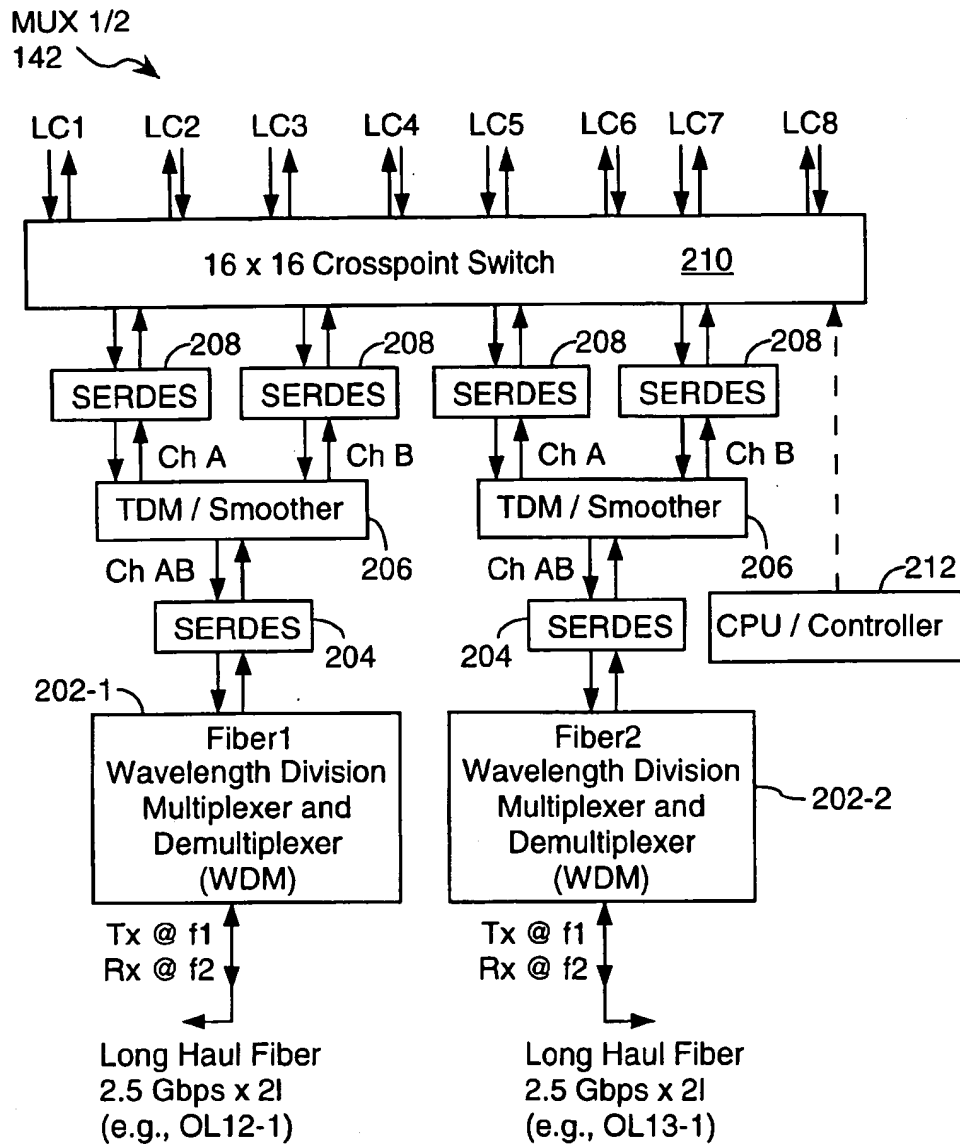 MUX 1/2
142
LC1 LC2 LC3 LC4 LC5 LC6 LC7 LC8
16 x 16 Crosspoint Switch 210
208 208 208 208
SERDES SERDES SERDES SERDES
Ch A Ch B Ch A Ch B
TDM / Smoother TDM / Smoother
206 206
Ch AB Ch AB
212
SERDES SERDES CPU / Controller
204 204
202-1
Fiber1
Wavelength Division
Multiplexer and
Demultiplexer
(WDM)
Fiber2
Wavelength Division
Multiplexer and
Demultiplexer
(WDM)
202-2
Tx @ f1
Rx @ f2
Tx @ f1
Rx @ f2
Long Haul Fiber
2.5 Gbps x 2l
(e.g., OL12-1)
Long Haul Fiber
2.5 Gbps x 2l
(e.g., OL13-1)